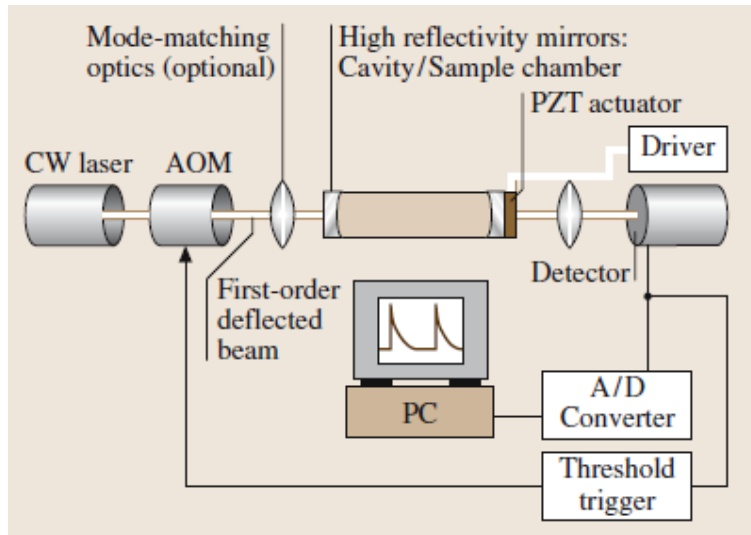 Mode-matching
optics (optional)
High reflectivity mirrors:
Cavity/Sample chamber
PZT actuator
Driver
CW laser
AOM
First-order
deflected
beam
Detector
PC
A/D
Converter
Threshold
trigger